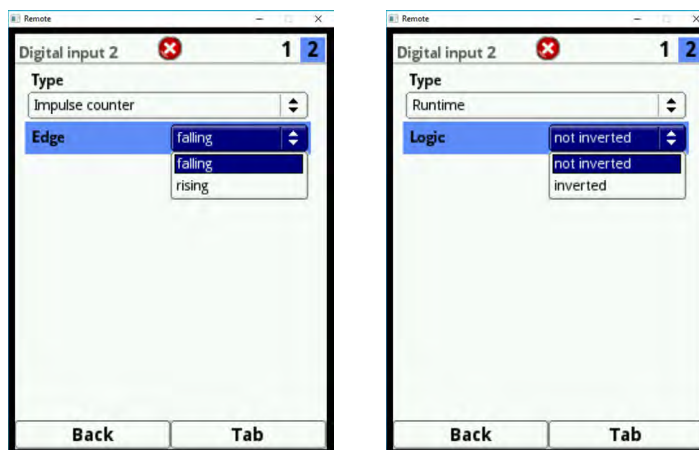 Remote
Digital input 2 1 2
Type
Impulse counter
Edge falling
falling
rising
Back Tab
Remote
Digital input 2 1 2
Type
Runtime
Logic not inverted
not inverted
inverted
Back Tab